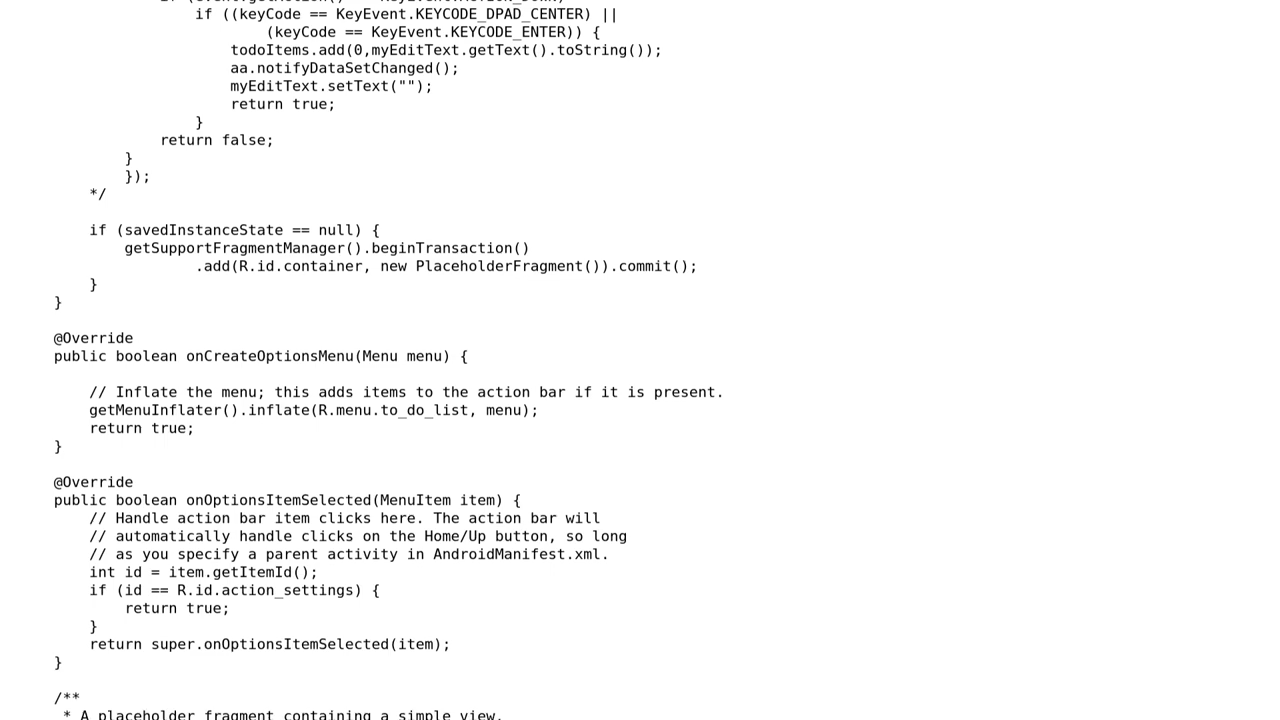 if ((keyCode == KeyEvent.KEYCODE_DPAD_CENTER) ||
(keyCode == KeyEvent.KEYCODE_ENTER)) {
todoItems.add(0,myEditText.getText().toString());
aa.notifyDataSetChanged();
myEditText.setText("");
return true;
}
return false;
}
});
*/
if (savedInstanceState == null) {
getSupportFragmentManager().beginTransaction()
.add(R.id.container, new PlaceholderFragment()).commit();
}
}
@Override
public boolean onCreateOptionsMenu(Menu menu) {
// Inflate the menu; this adds items to the action bar if it is present.
getMenuInflater().inflate(R.menu.to_do_list, menu);
return true;
}
@Override
public boolean onOptionsItemSelected(MenuItem item) {
// Handle action bar item clicks here. The action bar will
// automatically handle clicks on the Home/Up button, so long
// as you specify a parent activity in AndroidManifest.xml.
int id = item.getItemId();
if (id == R.id.action_settings) {
return true;
}
return super.onOptionsItemSelected(item);
}
/**
* A placeholder fragment containing a simple view.